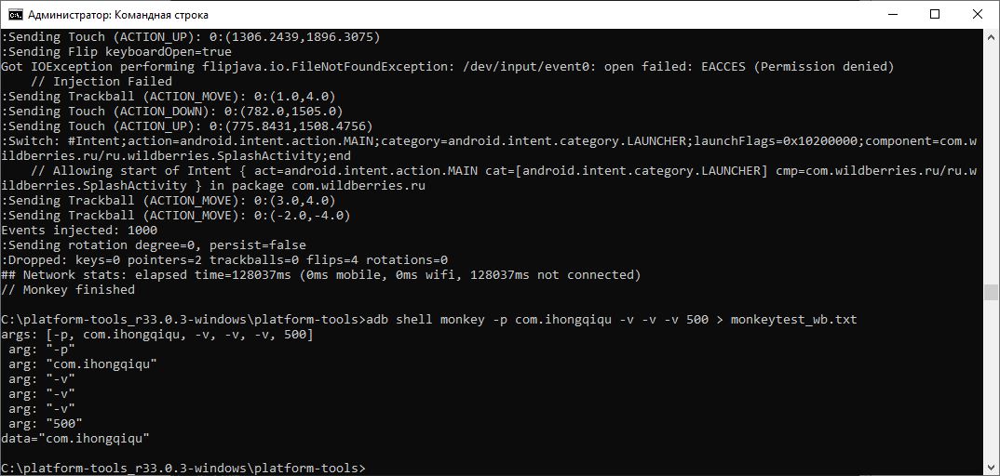 Администратор: Командная строка
:Sending Touch (ACTION_UP): 0:(1306.2439,1896.3075)
:Sending Flip keyboardOpen=true
Got IOException performing flipjava.io.FileNotFoundException: /dev/input/event0: open failed: EACCES (Permission denied)
    // Injection Failed
:Sending Trackball (ACTION_MOVE): 0:(1.0,4.0)
:Sending Touch (ACTION_DOWN): 0:(782.0,1505.0)
:Sending Touch (ACTION_UP): 0:(775.8431,1508.4756)
:Switch: #Intent;action=android.intent.action.MAIN;category=android.intent.category.LAUNCHER;launchFlags=0x10200000;component=com.w
ildberries.ru/ru.wildberries.SplashActivity;end
    // Allowing start of Intent { act=android.intent.action.MAIN cat=[android.intent.category.LAUNCHER] cmp=com.wildberries.ru/ru.w
ildberries.SplashActivity } in package com.wildberries.ru
:Sending Trackball (ACTION_MOVE): 0:(3.0,4.0)
:Sending Trackball (ACTION_MOVE): 0:(-2.0,-4.0)
Events injected: 1000
:Sending rotation degree=0, persist=false
:Dropped: keys=0 pointers=2 trackballs=0 flips=4 rotations=0
## Network stats: elapsed time=128037ms (0ms mobile, 0ms wifi, 128037ms not connected)
// Monkey finished
C:\platform-tools_r33.0.3-windows\platform-tools>adb shell monkey -p com.ihongqiqu -v -v -v 500 > monkeytest_wb.txt
args: [-p, com.ihongqiqu, -v, -v, -v, 500]
 arg: "-p"
 arg: "com.ihongqiqu"
 arg: "-v"
 arg: "-v"
 arg: "-v"
 arg: "500"
data="com.ihongqiqu"
C:\platform-tools_r33.0.3-windows\platform-tools>